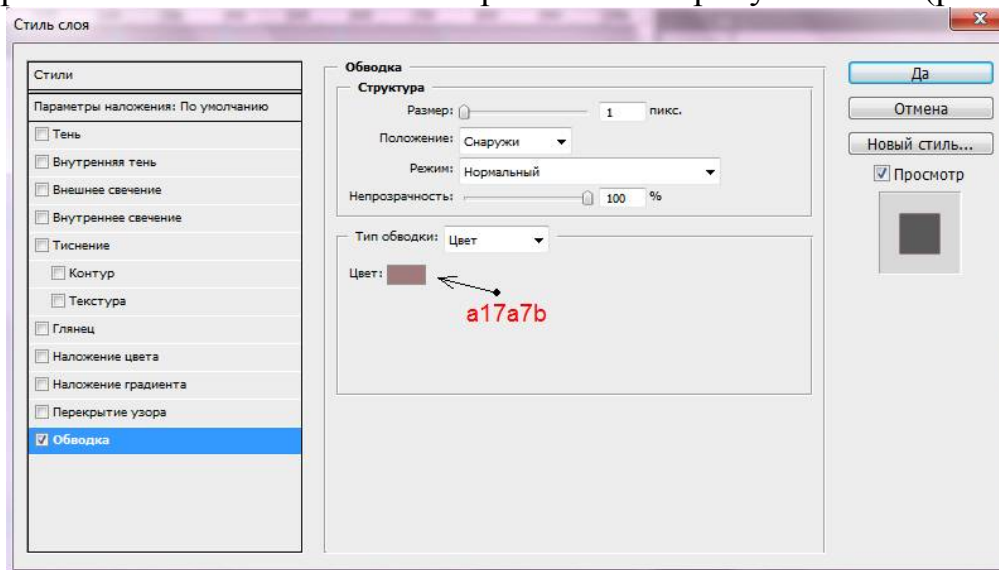 Стиль слоя
Стили
Параметры наложения: По умолчанию
Тень
Внутренняя тень
Внешнее свечение
Внутреннее свечение
Тиснение
Контур
Текстура
Глянец
Наложение цвета
Наложение градиента
Перекрытие узора
Обводка
Обводка
Структура
Размер: 1 пикс.
Положение: Снаружи
Режим: Нормальный
Непрозрачность: 100 %
Тип обводки: Цвет
Цвет:
a17a7b
Да
Отмена
Новый стиль...
Просмотр